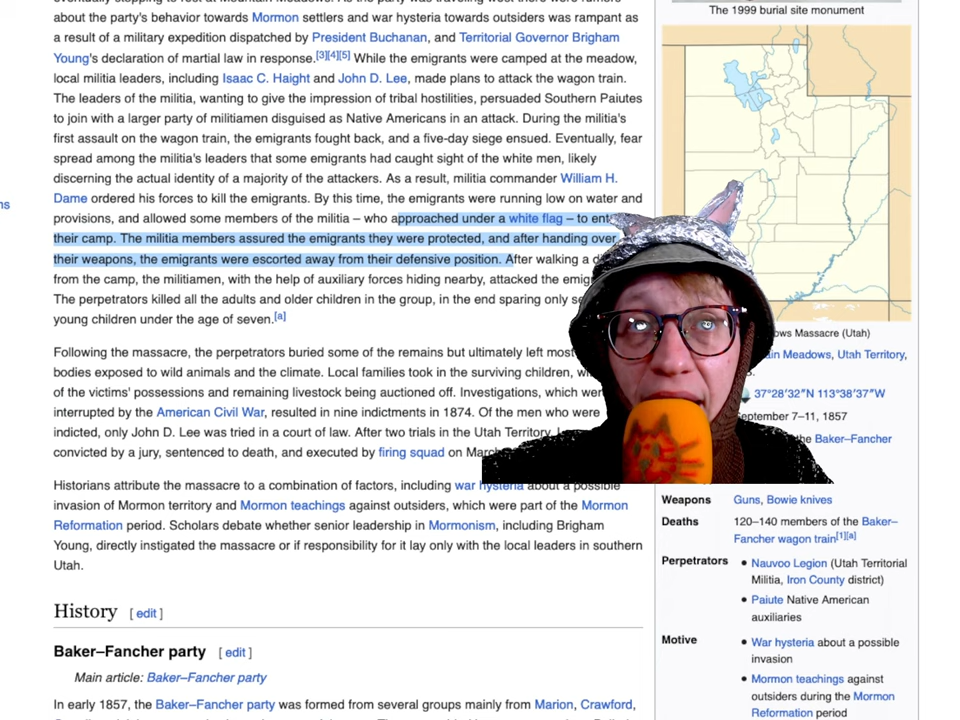 about the party's behavior towards Mormon settlers and war hysteria towards outsiders was rampant as
a result of a military expedition dispatched by President Buchanan, and Territorial Governor Brigham
Young's declaration of martial law in response.[3][4][5] While the emigrants were camped at the meadow,
local militia leaders, including Isaac C. Haight and John D. Lee, made plans to attack the wagon train.
The leaders of the militia, wanting to give the impression of tribal hostilities, persuaded Southern Paiutes
to join with a larger party of militiamen disguised as Native Americans in an attack. During the militia's
first assault on the wagon train, the emigrants fought back, and a five-day siege ensued. Eventually, fear
spread among the militia's leaders that some emigrants had caught sight of the white men, likely
discerning the actual identity of a majority of the attackers. As a result, militia commander William H.
Dame ordered his forces to kill the emigrants. By this time, the emigrants were running low on water and
provisions, and allowed some members of the militia – who approached under a white flag – to
their camp. The militia members assured the emigrants they were protected, and after handing over
their weapons, the emigrants were escorted away from their defensive position. After walking a
from the camp, the militiamen, with the help of auxiliary forces hiding nearby, attacked the
The perpetrators killed all the adults and older children in the group, in the end sparing only
young children under the age of seven.[a]
Following the massacre, the perpetrators buried some of the remains but ultimately left most
bodies exposed to wild animals and the climate. Local families took in the surviving children,
of the victims' possessions and remaining livestock being auctioned off. Investigations, which
interrupted by the American Civil War, resulted in nine indictments in 1874. Of the men who were
indicted, only John D. Lee was tried in a court of law. After two trials in the Utah Territory,
convicted by a jury, sentenced to death, and executed by firing squad on
Historians attribute the massacre to a combination of factors, including war hysteria about a possible
invasion of Mormon territory and Mormon teachings against outsiders, which were part of the Mormon
Reformation period. Scholars debate whether senior leadership in Mormonism, including Brigham
Young, directly instigated the massacre or if responsibility for it lay only with the local leaders in southern
Utah.
History [ edit ]
Baker–Fancher party [ edit ]
Main article: Baker–Fancher party
In early 1857, the Baker–Fancher party was formed from several groups mainly from Marion, Crawford,
The 1999 burial site monument
Massacre (Utah)
Meadows, Utah Territory,
37°28′32″N 113°38′37″W
September 7–11, 1857
the Baker–Fancher
Weapons Guns, Bowie knives
Deaths 120–140 members of the Baker–
Fancher wagon train[1][a]
Perpetrators • Nauvoo Legion (Utah Territorial
Militia, Iron County district)
• Paiute Native American
auxiliaries
Motive • War hysteria about a possible
invasion
• Mormon teachings against
outsiders during the Mormon
Reformation period